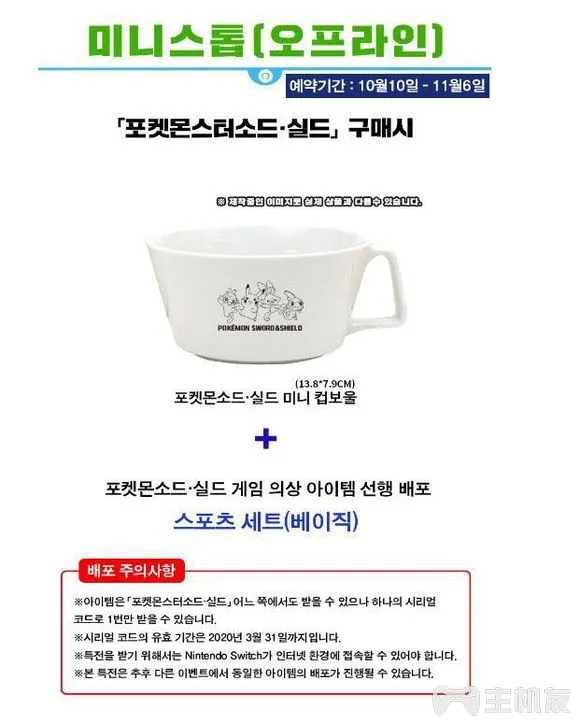 미니스톱(오프라인)
예약기간 : 10월10일 - 11월6일
「포켓몬스터소드·실드」 구매시
※ 제작중인 이미지로 실제 상품과 다를수 있습니다.
POKÉMON SWORD&SHIELD
(13.8*7.9CM)
포켓몬소드·실드 미니 컵보울
+
포켓몬소드·실드 게임 의상 아이템 선행 배포
스포츠 세트(베이직)
배포 주의사항
※아이템은「포켓몬스터소드·실드」어느 쪽에서도 받을 수 있으나 하나의 시리얼
코드로 1번만 받을 수 있습니다.
※시리얼 코드의 유효 기간은 2020년 3월 31일까지입니다.
※특전을 받기 위해서는 Nintendo Switch가 인터넷 환경에 접속할 수 있어야 합니다.
※본 특전은 추후 다른 이벤트에서 동일한 아이템의 배포가 진행될 수 있습니다.
主机友